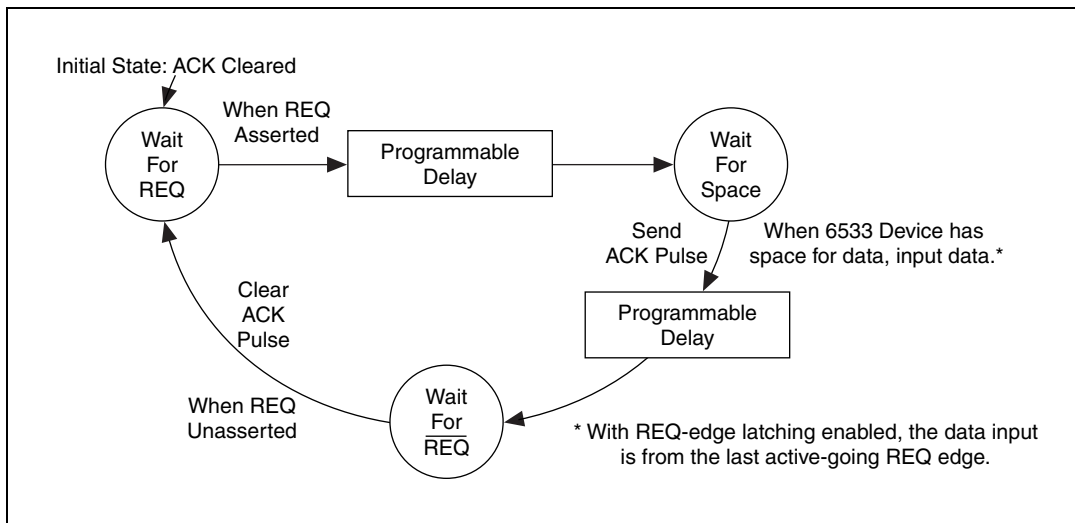 Initial State: ACK Cleared
Wait
For
REQ
When REQ
Asserted
Programmable
Delay
Wait
For
Space
Send
ACK Pulse
When 6533 Device has
space for data, input data.*
Programmable
Delay
Wait
For
R̅E̅Q̅
When REQ
Unasserted
Clear
ACK
Pulse
* With REQ-edge latching enabled, the data input
is from the last active-going REQ edge.